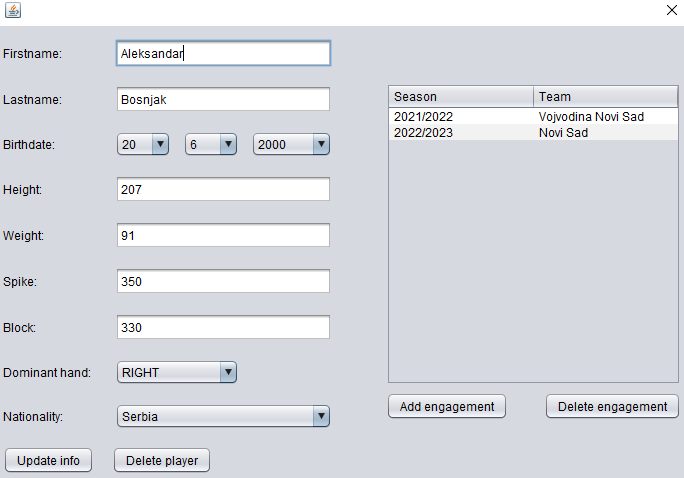 Firstname: Aleksandar
Lastname: Bosnjak
Birthdate: 20 6 2000
Height: 207
Weight: 91
Spike: 350
Block: 330
Dominant hand: RIGHT
Nationality: Serbia
Update info Delete player
Season Team
2021/2022 Vojvodina Novi Sad
2022/2023 Novi Sad
Add engagement Delete engagement